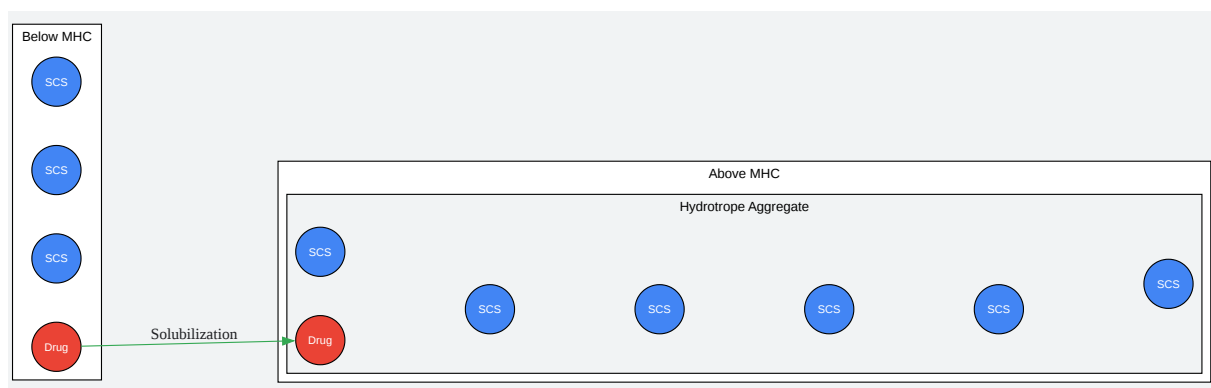 Below MHC
SCS
SCS
SCS
Drug
Solubilization
Above MHC
Hydrotrope Aggregate
SCS
Drug
SCS
SCS
SCS
SCS
SCS